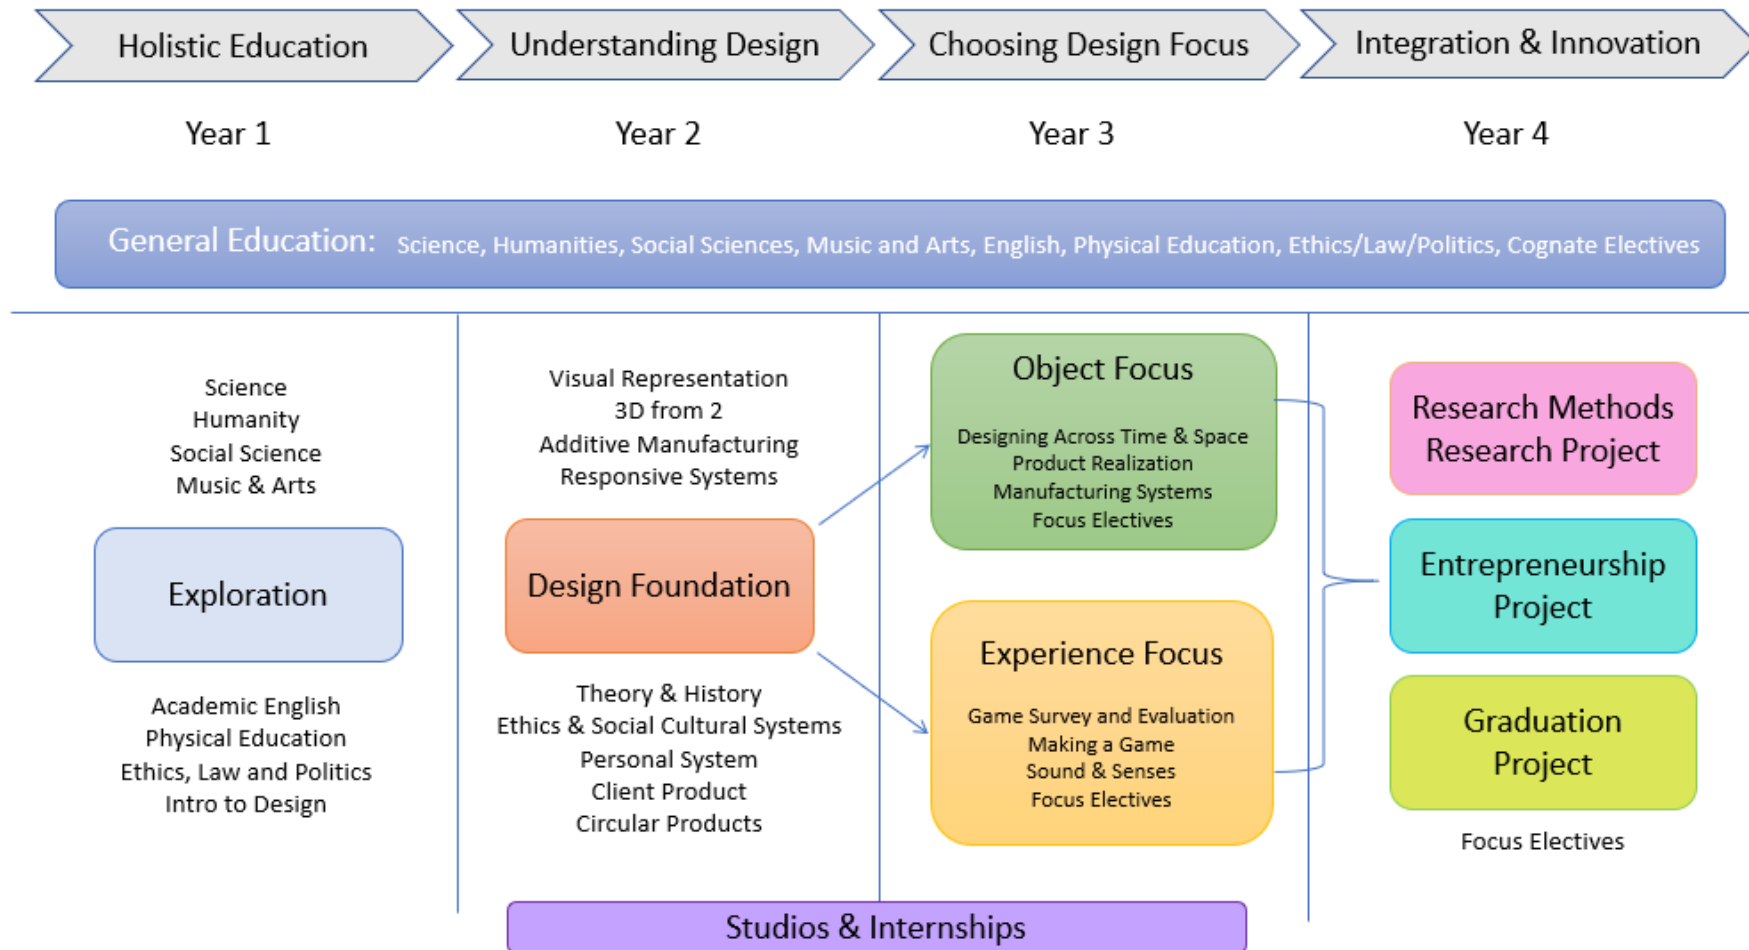 Holistic Education
Understanding Design
Choosing Design Focus
Integration & Innovation
Year 1
Year 2
Year 3
Year 4
General Education: Science, Humanities, Social Sciences, Music and Arts, English, Physical Education, Ethics/Law/Politics, Cognate Electives
Science
Humanity
Social Science
Music & Arts
Exploration
Academic English
Physical Education
Ethics, Law and Politics
Intro to Design
Visual Representation
3D from 2
Additive Manufacturing
Responsive Systems
Design Foundation
Theory & History
Ethics & Social Cultural Systems
Personal System
Client Product
Circular Products
Object Focus
Designing Across Time & Space
Product Realization
Manufacturing Systems
Focus Electives
Experience Focus
Game Survey and Evaluation
Making a Game
Sound & Senses
Focus Electives
Research Methods
Research Project
Entrepreneurship
Project
Graduation
Project
Focus Electives
Studios & Internships